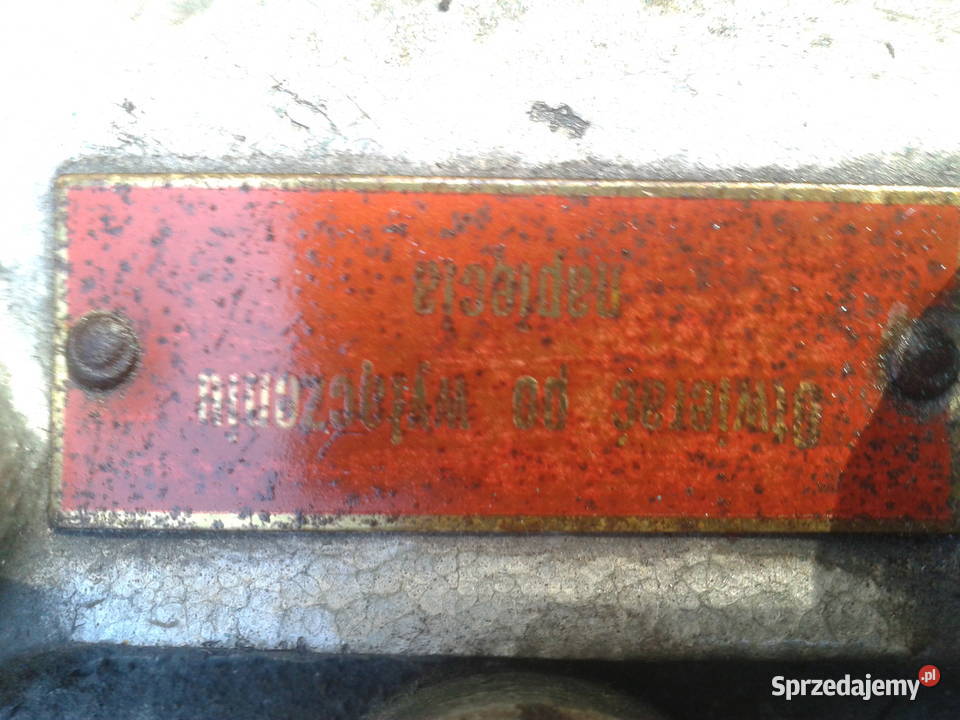 Otwierać po wyłączeniu
napięcia
Sprzedajemy.pl